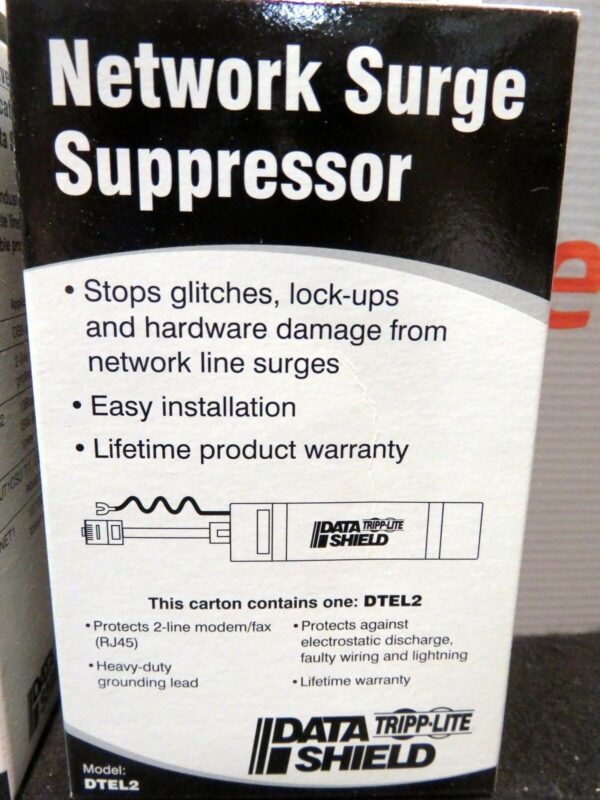 Network Surge
Suppressor
• Stops glitches, lock-ups
and hardware damage from
network line surges
• Easy installation
• Lifetime product warranty
DATA TRIPP·LITE
SHIELD
This carton contains one: DTEL2
• Protects 2-line modem/fax
(RJ45)
• Heavy-duty
grounding lead
• Protects against
electrostatic discharge,
faulty wiring and lightning
• Lifetime warranty
DATA TRIPP·LITE
SHIELD
Model:
DTEL2